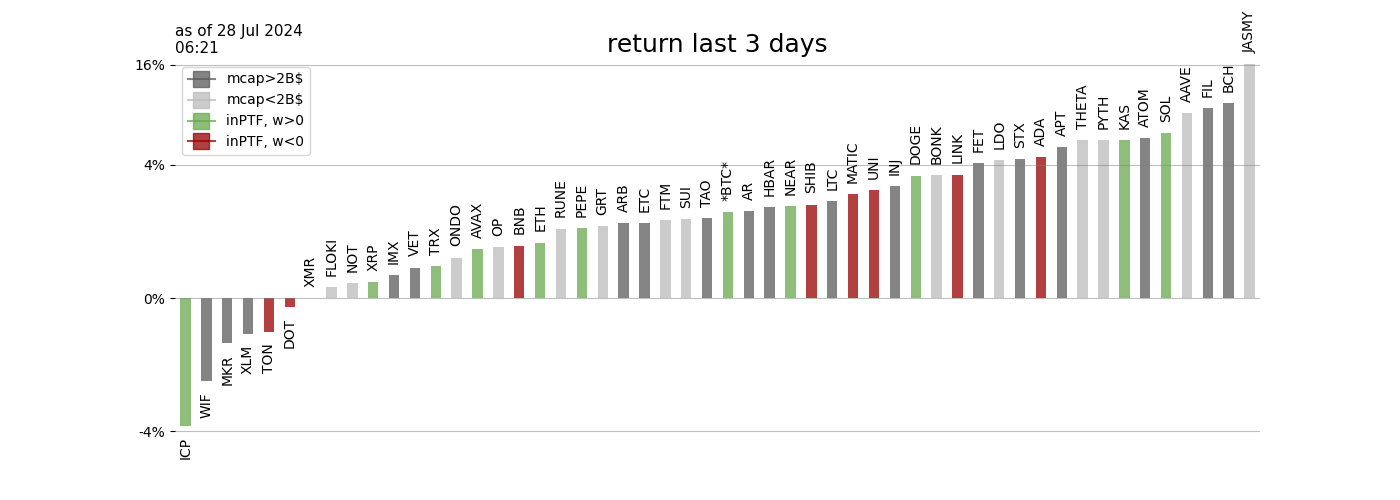 as of 28 Jul 2024
06:21
return last 3 days
16%
4%
0%
-4%
mcap>2B$
mcap<2B$
inPTF, w>0
inPTF, w<0
ICP
WIF
MKR
XLM
TON
DOT
XMR
FLOKI
NOT
XRP
IMX
VET
TRX
ONDO
AVAX
OP
BNB
ETH
RUNE
PEPE
GRT
ARB
ETC
FTM
SUI
TAO
*BTC*
AR
HBAR
NEAR
SHIB
LTC
MATIC
UNI
INJ
DOGE
BONK
LINK
FET
LDO
STX
ADA
APT
THETA
PYTH
KAS
ATOM
SOL
AAVE
FIL
BCH
JASMY